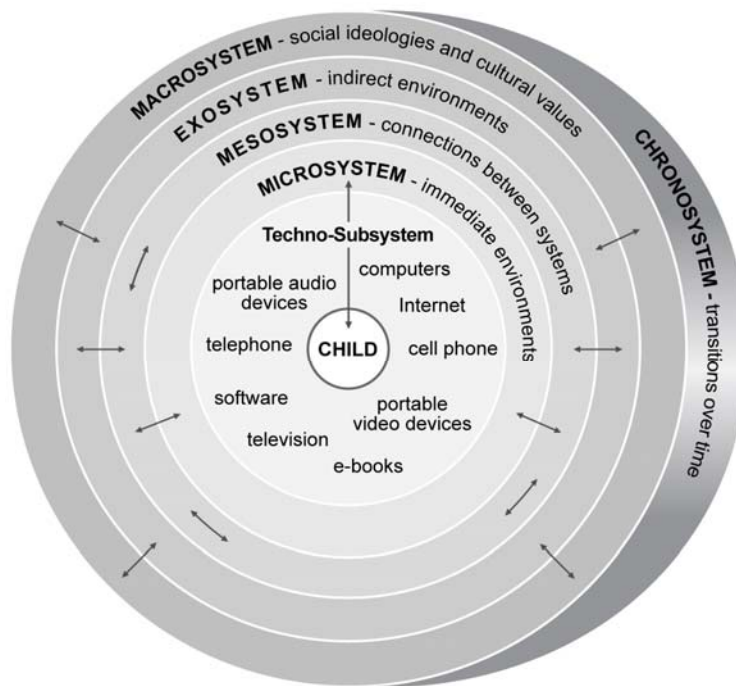 MACROSYSTEM - social ideologies and cultural values
EXOSYSTEM - indirect environments
MESOSYSTEM - connections between systems
MICROSYSTEM - immediate environments
CHRONOSYSTEM - transitions over time
Techno-Subsystem
computers
portable audio
devices
Internet
telephone
CHILD
cell phone
software
portable
video devices
television
e-books